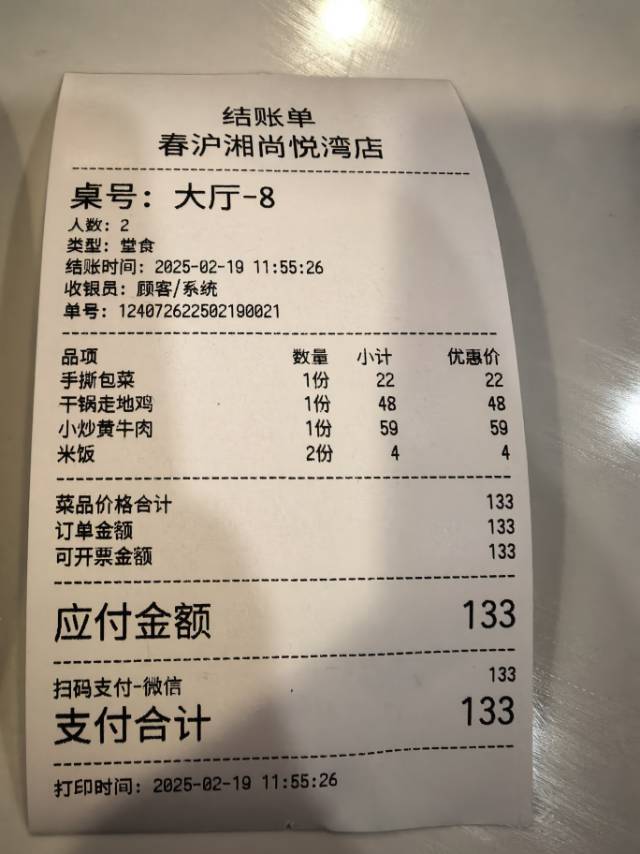 结账单
春沪湘尚悦湾店
桌号：大厅-8
人数：2
类型：堂食
结账时间：2025-02-19 11:55:26
收银员：顾客/系统
单号：124072622502190021
品项 数量 小计 优惠价
手撕包菜 1份 22 22
干锅走地鸡 1份 48 48
小炒黄牛肉 1份 59 59
米饭 2份 4 4
菜品价格合计 133
订单金额 133
可开票金额 133
应付金额 133
扫码支付-微信 133
支付合计 133
打印时间：2025-02-19 11:55:26